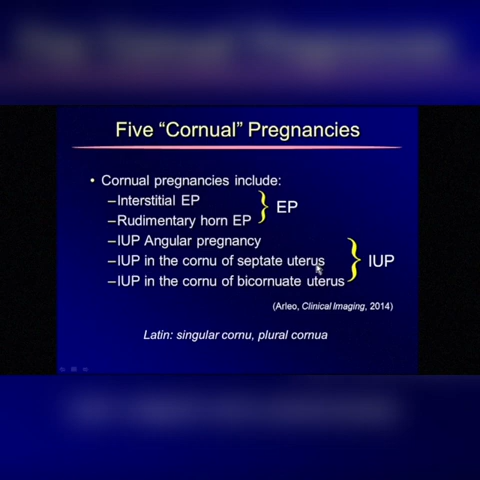 Five “Cornual” Pregnancies
• Cornual pregnancies include:
–Interstitial EP
–Rudimentary horn EP
} EP
–IUP Angular pregnancy
–IUP in the cornu of septate uterus
–IUP in the cornu of bicornuate uterus
} IUP
(Arleo, Clinical Imaging, 2014)
Latin: singular cornu, plural cornua